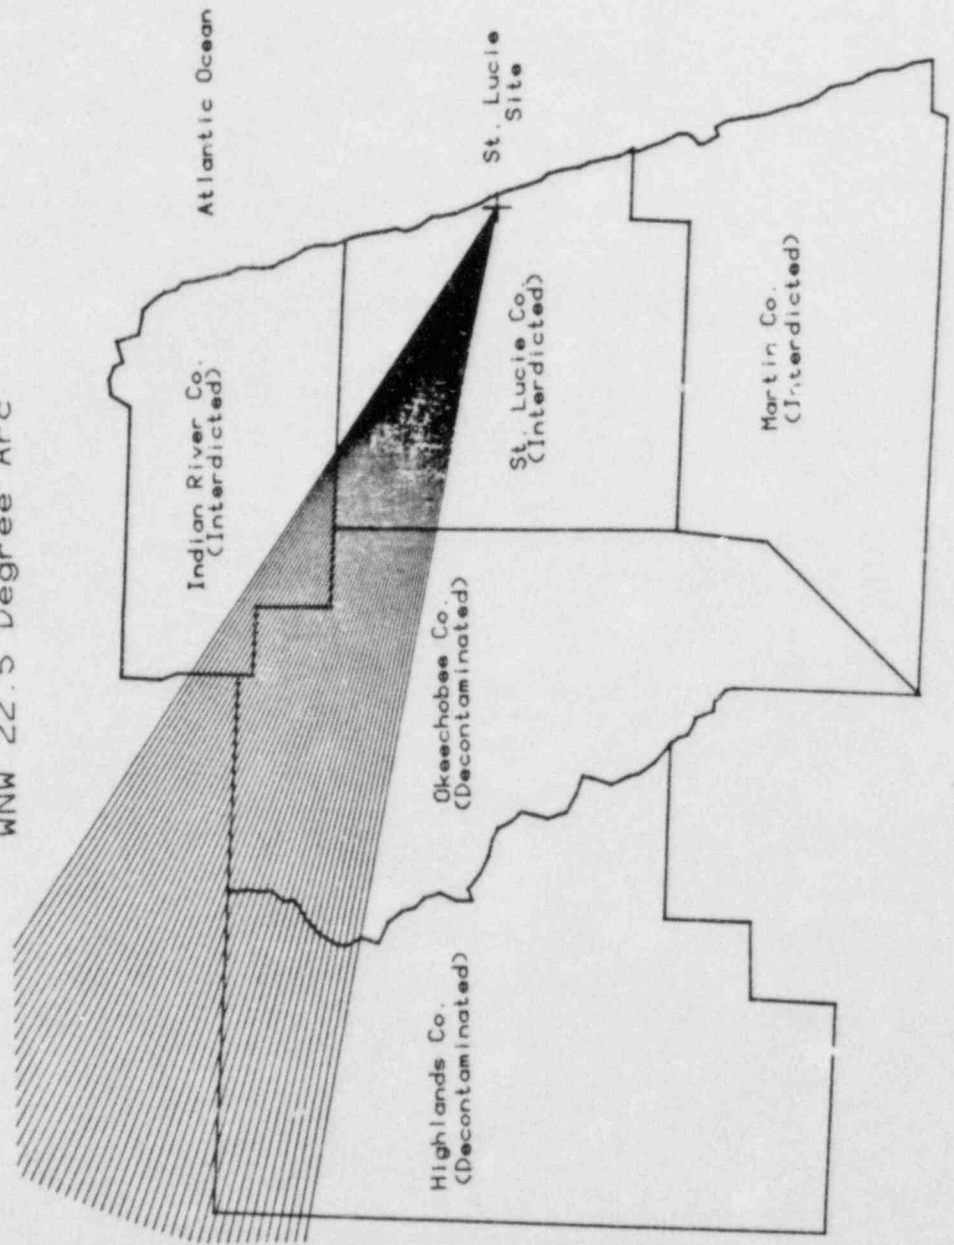 WNW 22.5 Degree Arc
Atlantic Ocean
St. Lucie
Site
Indian River Co.
(Interdicted)
St. Lucie Co.
(Interdicted)
Martin Co.
(Interdicted)
Okeechobee Co.
(Decontaminated)
Highlands Co.
(Decontaminated)